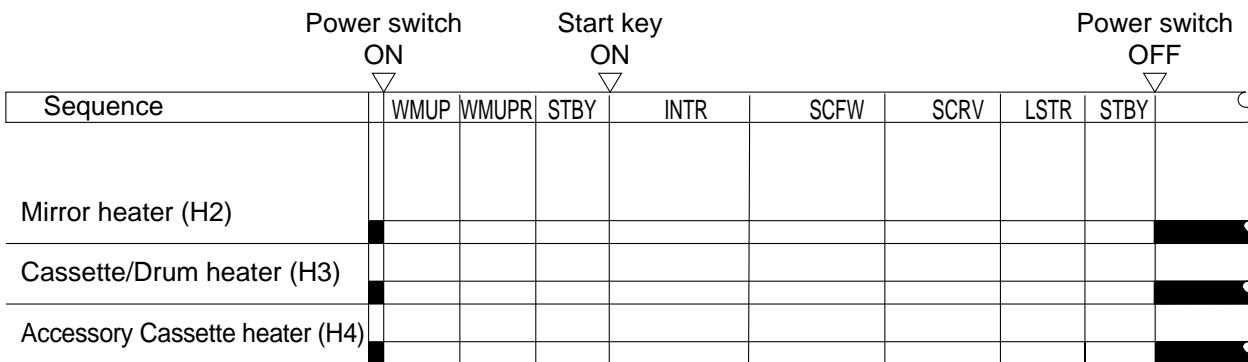 Power switch Start key Power switch
ON ON OFF
Sequence WMUP WMUPR STBY INTR SCFW SCRV LSTR STBY
Mirror heater (H2)
Cassette/Drum heater (H3)
Accessory Cassette heater (H4)